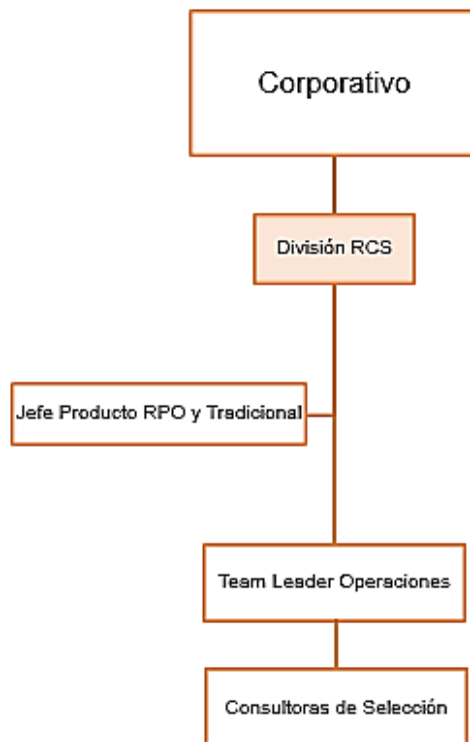 Corporativo
División RCS
Jefe Producto RPO y Tradicional
Team Leader Operaciones
Consultoras de Selección